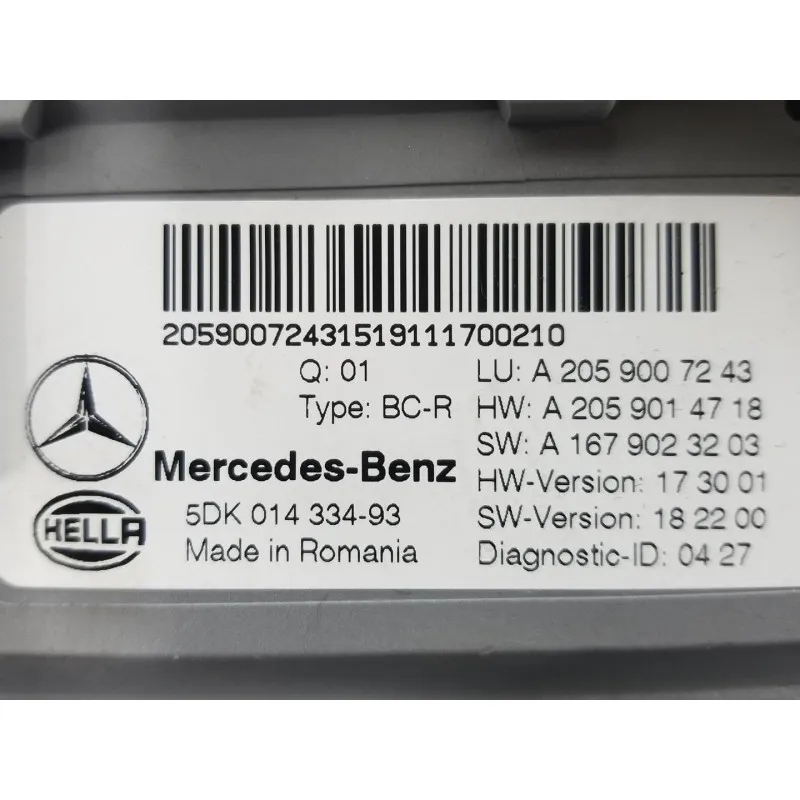 20590072431519111700210
Q: 01
LU: A 205 900 72 43
Type: BC-R
HW: A 205 901 47 18
SW: A 167 902 32 03
Mercedes-Benz
HW-Version: 17 30 01
HELLA
5DK 014 334-93
SW-Version: 18 22 00
Made in Romania
Diagnostic-ID: 04 27